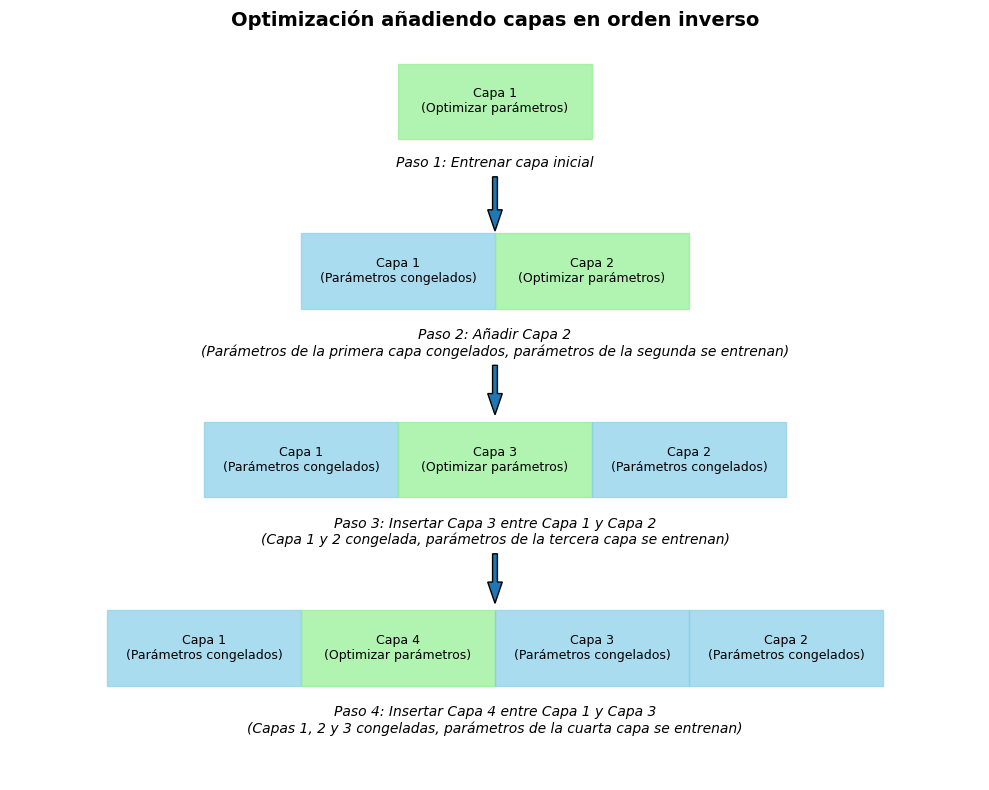 Optimización añadiendo capas en orden inverso
Capa 1
(Optimizar parámetros)
Paso 1: Entrenar capa inicial
Capa 1
(Parámetros congelados)
Capa 2
(Optimizar parámetros)
Paso 2: Añadir Capa 2
(Parámetros de la primera capa congelados, parámetros de la segunda se entrenan)
Capa 1
(Parámetros congelados)
Capa 3
(Optimizar parámetros)
Capa 2
(Parámetros congelados)
Paso 3: Insertar Capa 3 entre Capa 1 y Capa 2
(Capa 1 y 2 congelada, parámetros de la tercera capa se entrenan)
Capa 1
(Parámetros congelados)
Capa 4
(Optimizar parámetros)
Capa 3
(Parámetros congelados)
Capa 2
(Parámetros congelados)
Paso 4: Insertar Capa 4 entre Capa 1 y Capa 3
(Capas 1, 2 y 3 congeladas, parámetros de la cuarta capa se entrenan)